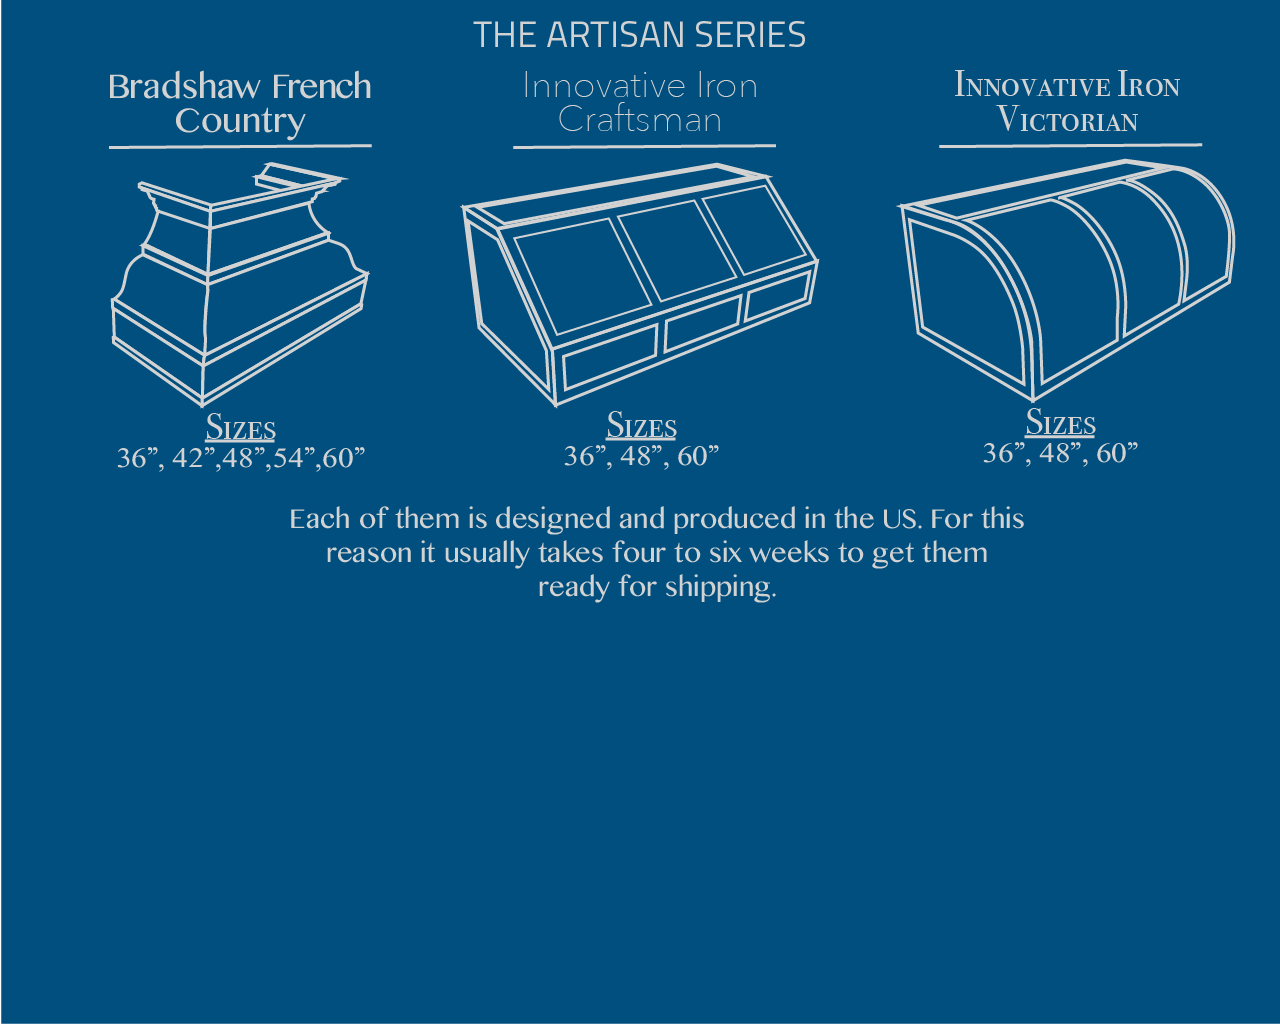 THE ARTISAN SERIES
Bradshaw French
Country
Innovative Iron
Craftsman
Innovative Iron
Victorian
Sizes
36”, 42”,48”,54”,60”
Sizes
36”, 48”, 60”
Sizes
36”, 48”, 60”
Each of them is designed and produced in the US. For this
reason it usually takes four to six weeks to get them
ready for shipping.